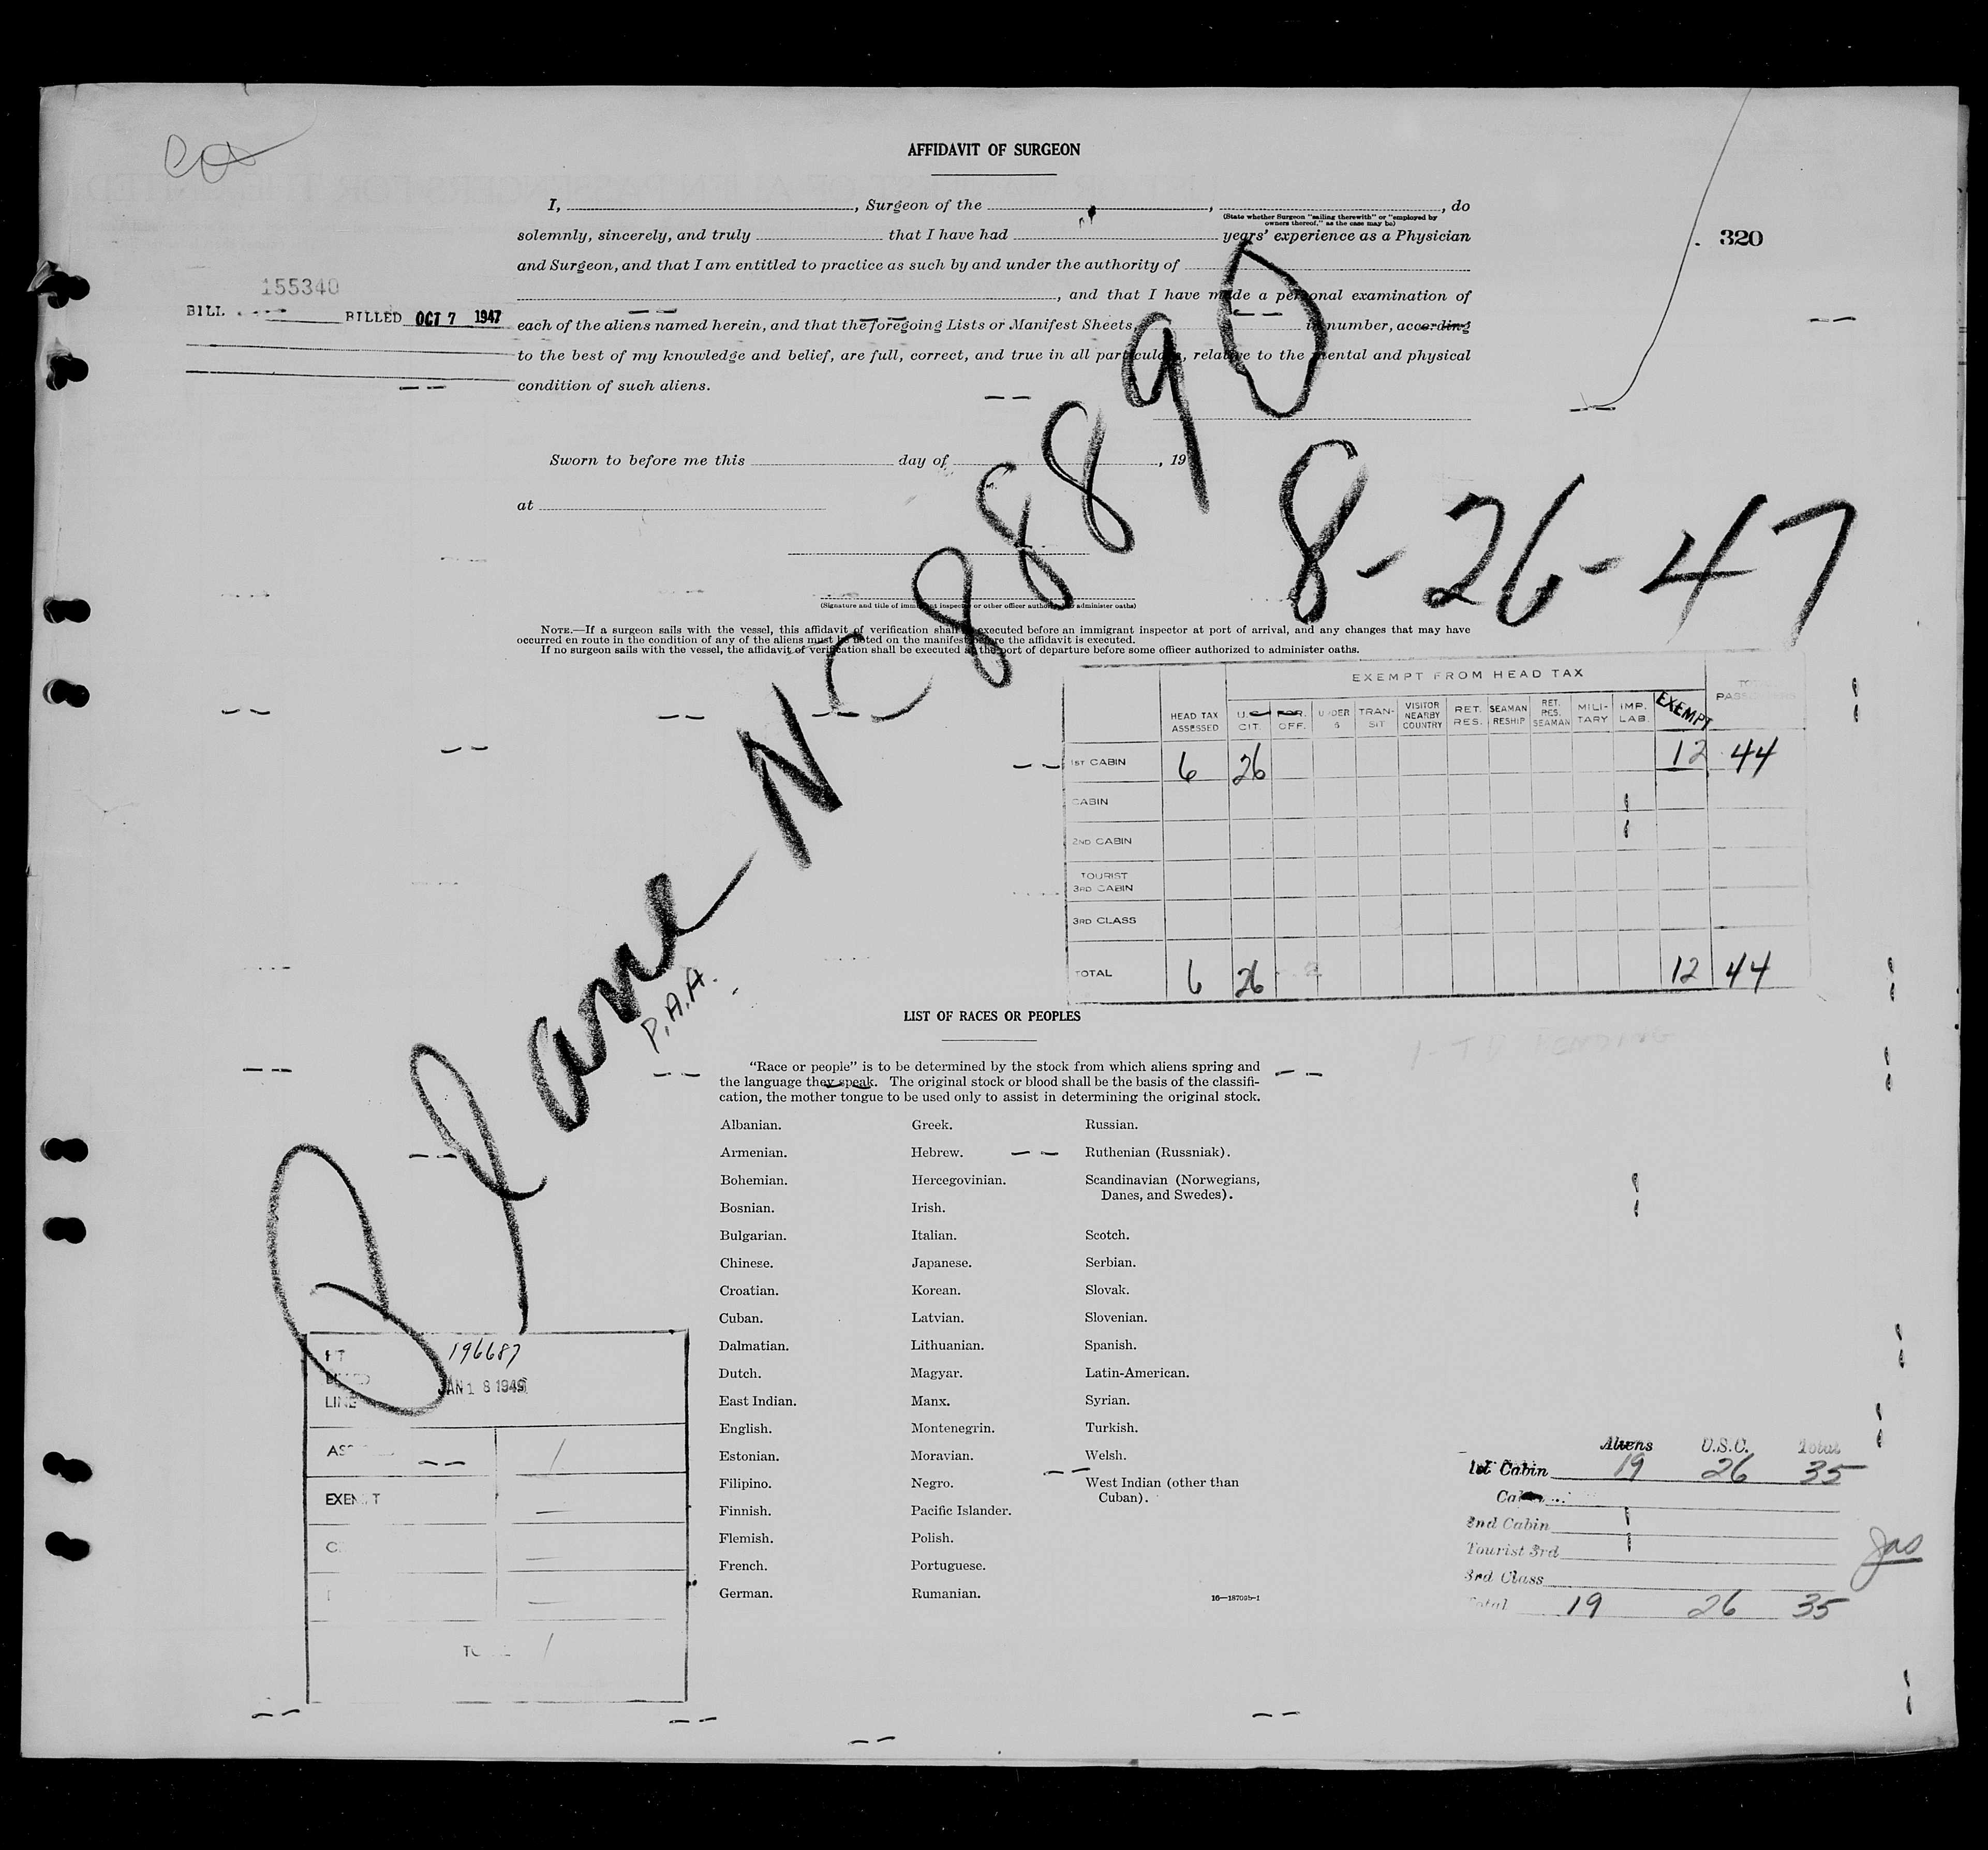 AFFIDAVIT OF SURGEON
I, , Surgeon of the , , do
(State whether Surgeon "sailing therewith" or "employed by
owners thereof," as the case may be)
solemnly, sincerely, and truly that I have had years' experience as a Physician
320
and Surgeon, and that I am entitled to practice as such by and under the authority of
, and that I have made a personal examination of
155340
BILL BILLED OCT 7 1947
each of the aliens named herein, and that the foregoing Lists or Manifest Sheets, in number, according
to the best of my knowledge and belief, are full, correct, and true in all particulars, relative to the mental and physical
condition of such aliens.
Sworn to before me this day of , 19
at
(Signature and title of immigrant inspector or other officer authorized to administer oaths)
NOTE.—If a surgeon sails with the vessel, this affidavit of verification shall be executed before an immigrant inspector at port of arrival, and any changes that may have
occurred en route in the condition of any of the aliens must be noted on the manifest before the affidavit is executed.
If no surgeon sails with the vessel, the affidavit of verification shall be executed at the port of departure before some officer authorized to administer oaths.
Plane - NC 88890
8-26-47
P.A.A.
EXEMPT FROM HEAD TAX
HEAD TAX ASSESSED U.S. CIT. FOR. OFF. UNDER 6 TRANSIT VISITOR NEARBY COUNTRY RET. RES. SEAMAN RESHIP RET. RES. SEAMAN MILITARY IMP. LAB. EXEMPT TOTAL PASSENGERS
1ST CABIN 6 26 12 44
CABIN
2ND CABIN
TOURIST
3RD CABIN
3RD CLASS
TOTAL 6 26 12 44
LIST OF RACES OR PEOPLES
"Race or people" is to be determined by the stock from which aliens spring and
the language they speak. The original stock or blood shall be the basis of the classifi-
cation, the mother tongue to be used only to assist in determining the original stock.
Albanian. Greek. Russian.
Armenian. Hebrew. Ruthenian (Russniak).
Bohemian. Hercegovinian. Scandinavian (Norwegians,
Danes, and Swedes).
Bosnian. Irish.
Bulgarian. Italian. Scotch.
Chinese. Japanese. Serbian.
Croatian. Korean. Slovak.
Cuban. Latvian. Slovenian.
Dalmatian. Lithuanian. Spanish.
Dutch. Magyar. Latin-American.
East Indian. Manx. Syrian.
English. Montenegrin. Turkish.
Estonian. Moravian. Welsh.
Filipino. Negro. West Indian (other than
Cuban).
Finnish. Pacific Islander.
Flemish. Polish.
French. Portuguese.
German. Rumanian.
16—18703b-1
196687
JAN 18 1949
LINE
EXEMPT
TOTAL /
Aliens U.S.C. Total
1st Cabin 19 26 35
Cabin
2nd Cabin
Tourist 3rd
3rd Class
Total 19 26 35